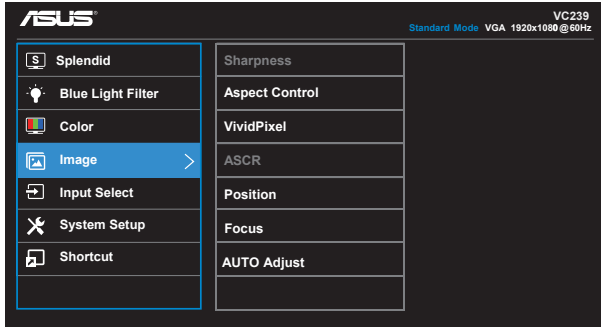 ASUS
VC239
Standard Mode VGA 1920x1080@60Hz
S Splendid
Blue Light Filter
Color
Image
Input Select
System Setup
Shortcut
Sharpness
Aspect Control
VividPixel
ASCR
Position
Focus
AUTO Adjust